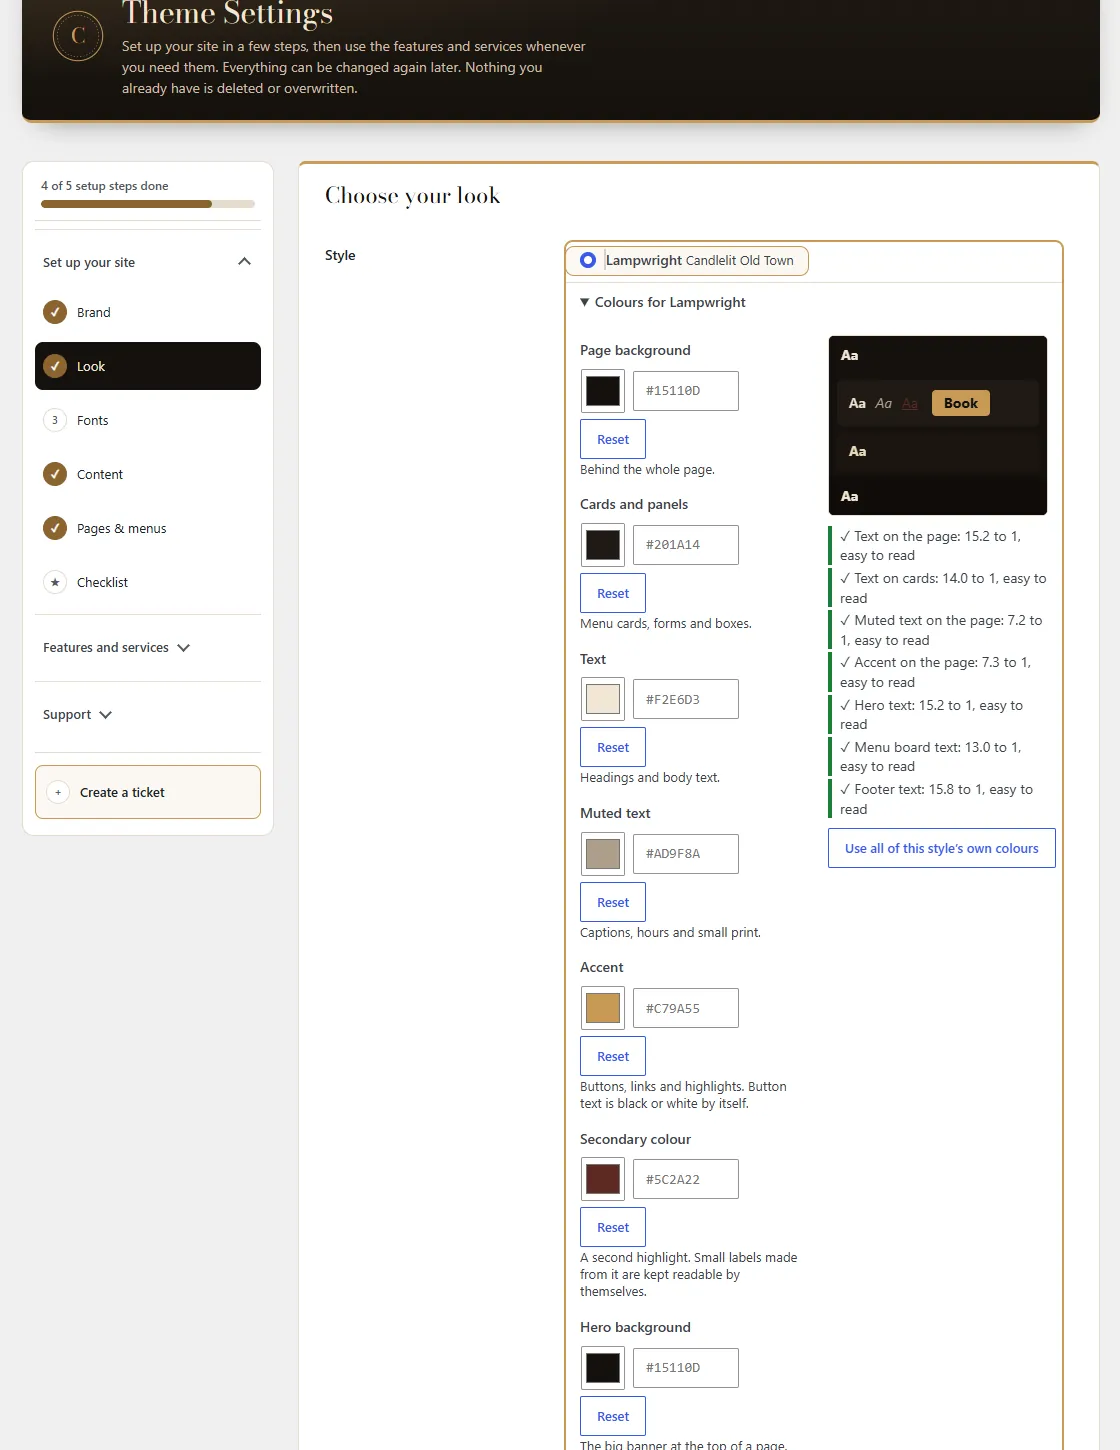 C
Theme Settings
Set up your site in a few steps, then use the features and services whenever
you need them. Everything can be changed again later. Nothing you
already have is deleted or overwritten.
4 of 5 setup steps done
Set up your site
Brand
Look
3 Fonts
Content
Pages & menus
Checklist
Features and services
Support
+ Create a ticket
Choose your look
Style
Lampwright Candlelit Old Town
Colours for Lampwright
Page background
#15110D
Reset
Behind the whole page.
Cards and panels
#201A14
Reset
Menu cards, forms and boxes.
Text
#F2E6D3
Reset
Headings and body text.
Muted text
#AD9F8A
Reset
Captions, hours and small print.
Accent
#C79A55
Reset
Buttons, links and highlights. Button
text is black or white by itself.
Secondary colour
#5C2A22
Reset
A second highlight. Small labels made
from it are kept readable by
themselves.
Hero background
#15110D
Reset
The big banner at the top of a page.
Aa
Aa Aa Aa Book
Aa
Aa
✓ Text on the page: 15.2 to 1,
easy to read
✓ Text on cards: 14.0 to 1, easy to
read
✓ Muted text on the page: 7.2 to
1, easy to read
✓ Accent on the page: 7.3 to 1,
easy to read
✓ Hero text: 15.2 to 1, easy to
read
✓ Menu board text: 13.0 to 1,
easy to read
✓ Footer text: 15.8 to 1, easy to
read
Use all of this style's own colours